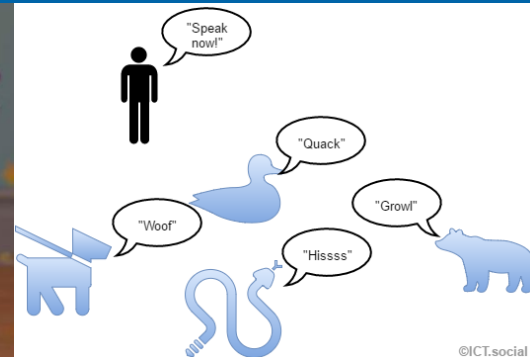 "Speak
now!"
"Quack"
"Growl"
"Woof"
"Hissss"
©ICT.social